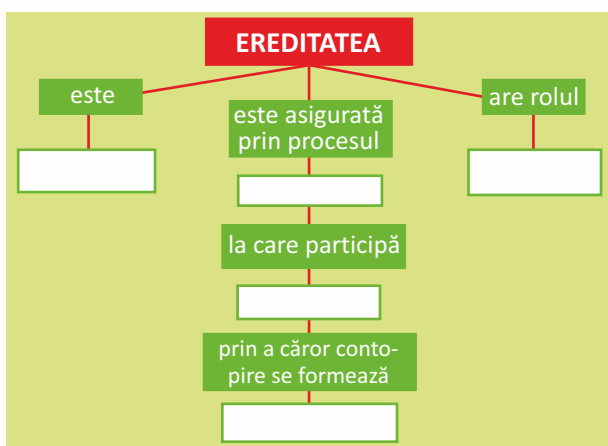 EREDITATEA
este
este asigurată
prin procesul
are rolul
la care participă
prin a căror conto-
pire se formează